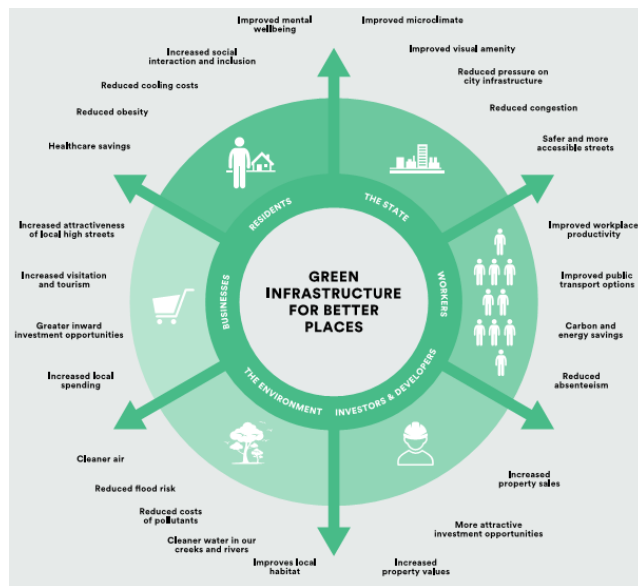 Improved mental
wellbeing
Increased social
interaction and inclusion
Reduced cooling costs
Reduced obesity
Healthcare savings
Improved microclimate
Improved visual amenity
Reduced pressure on
city infrastructure
Reduced congestion
Safer and more
accessible streets
RESIDENTS
THE STATE
WORKERS
INVESTORS & DEVELOPERS
THE ENVIRONMENT
BUSINESSES
GREEN
INFRASTRUCTURE
FOR BETTER
PLACES
Increased attractiveness
of local high streets
Increased visitation
and tourism
Greater inward
investment opportunities
Increased local
spending
Improved workplace
productivity
Improved public
transport options
Carbon and
energy savings
Reduced
absenteeism
Cleaner air
Reduced flood risk
Reduced costs
of pollutants
Cleaner water in our
creeks and rivers
Improves local
habitat
Increased
property sales
More attractive
investment opportunities
Increased
property values